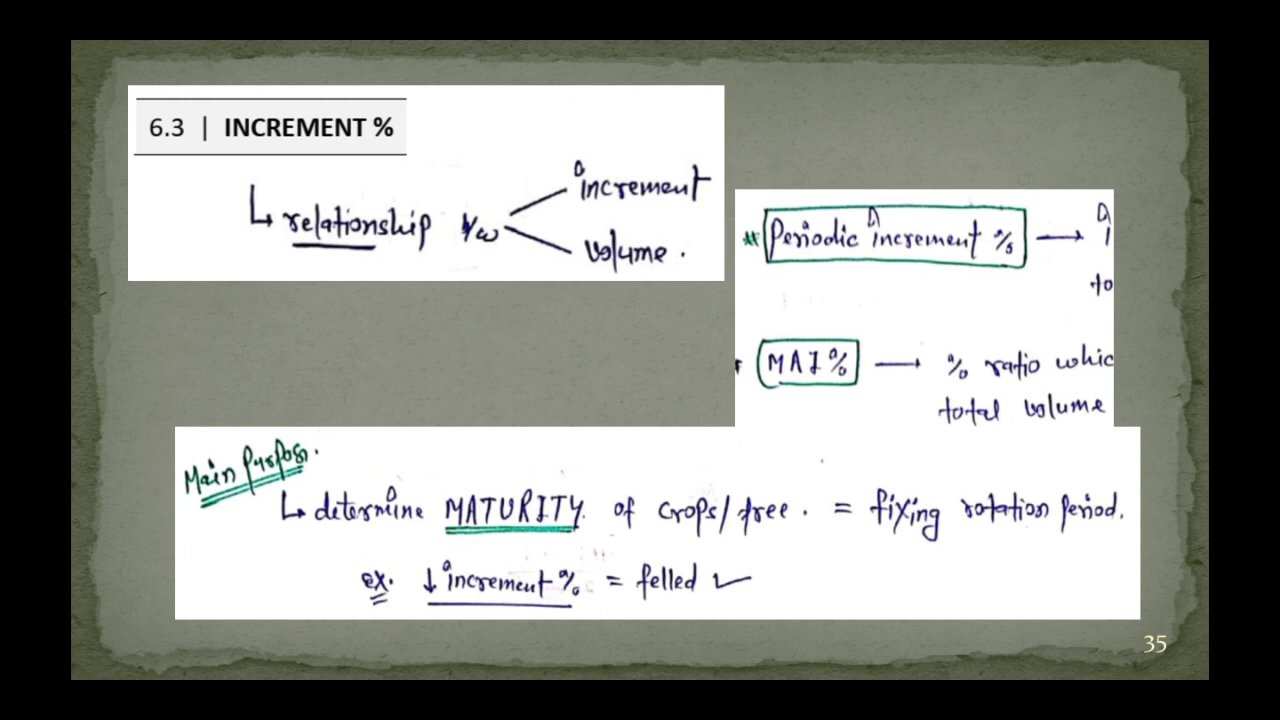 6.3 | INCREMENT %
↳ relationship b/w increment
volume.
** Periodic increment % → i
to
* MAI% → % ratio whic
total volume
Main purpose.
↳ determine MATURITY. of crops/tree. = fixing rotation period.
ex. ↓ increment % = felled ✓
35